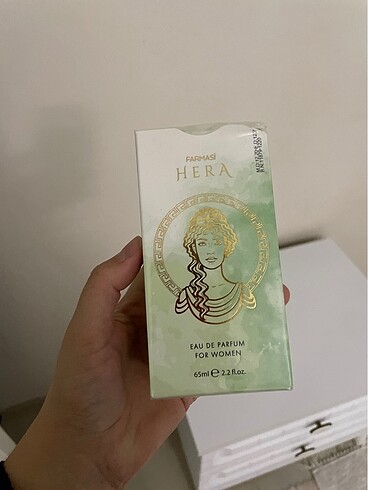 FARMASİ
HERA
EAU DE PARFUM
FOR WOMEN
65ml e 2.2 fl.oz.